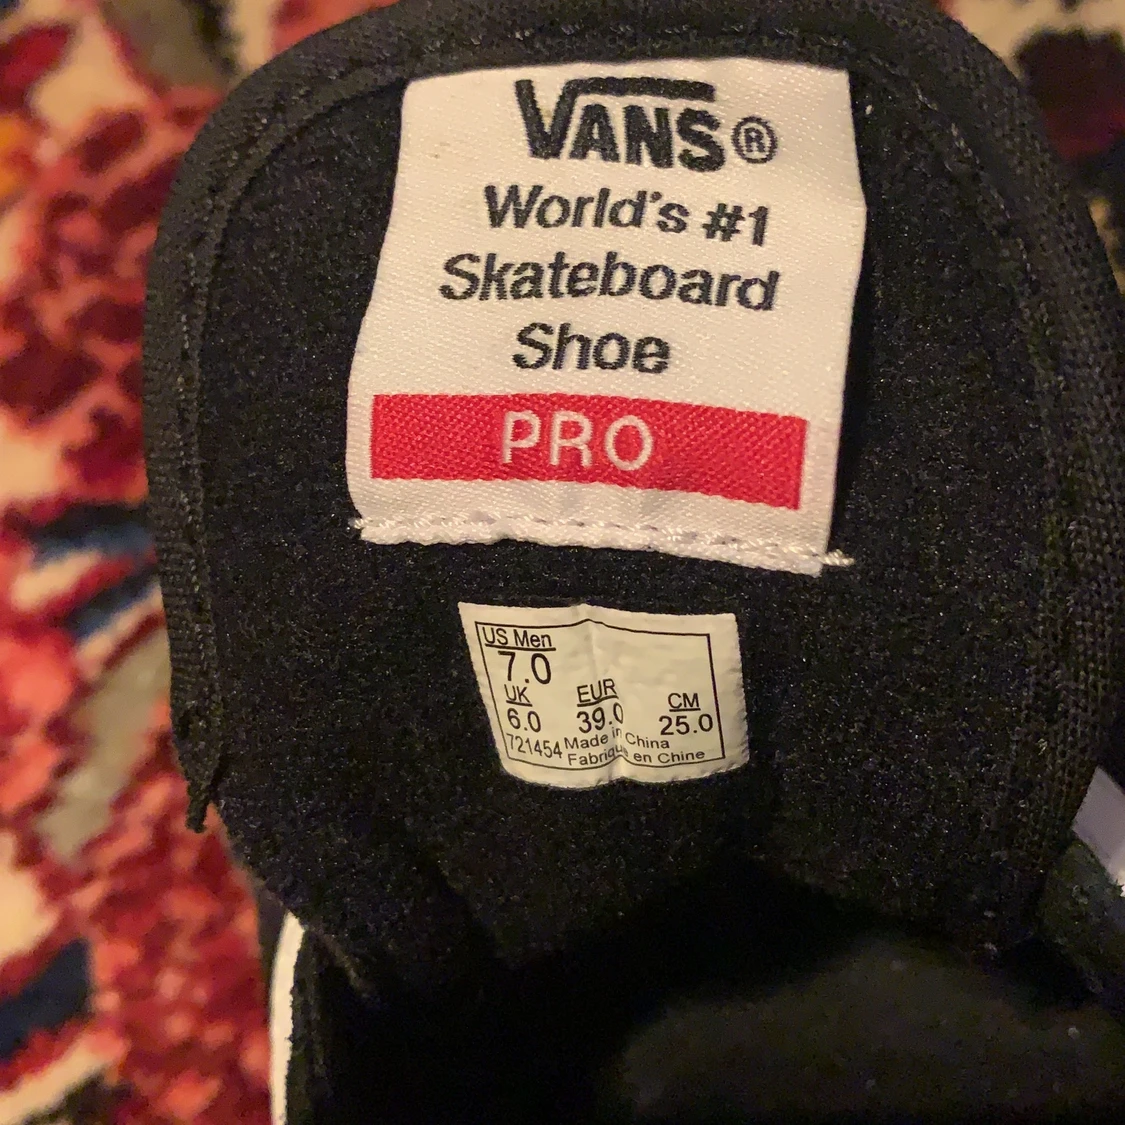 VANS®
World's #1
Skateboard
Shoe
PRO
US Men
7.0
UK EUR CM
6.0 39.0 25.0
721454 Made in China
Fabriqué en Chine